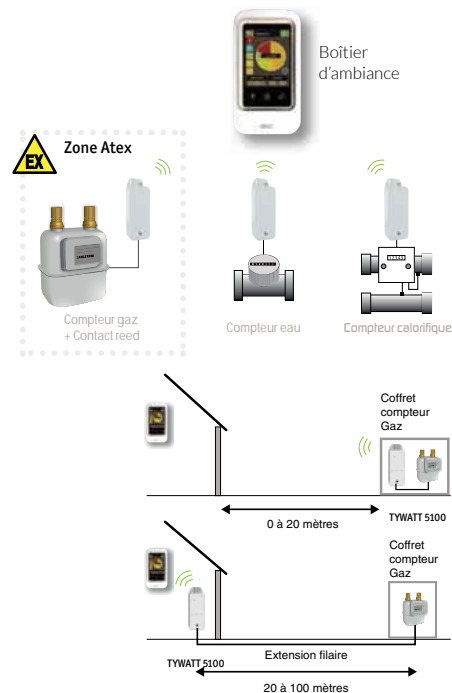 Boîtier
d'ambiance
EX
Zone Atex
Compteur gaz
+ Contact reed
Compteur eau
Compteur calorifique
Coffret
compteur
Gaz
0 à 20 mètres
TYWATT 5100
Coffret
compteur
Gaz
Extension filaire
TYWATT 5100
20 à 100 mètres